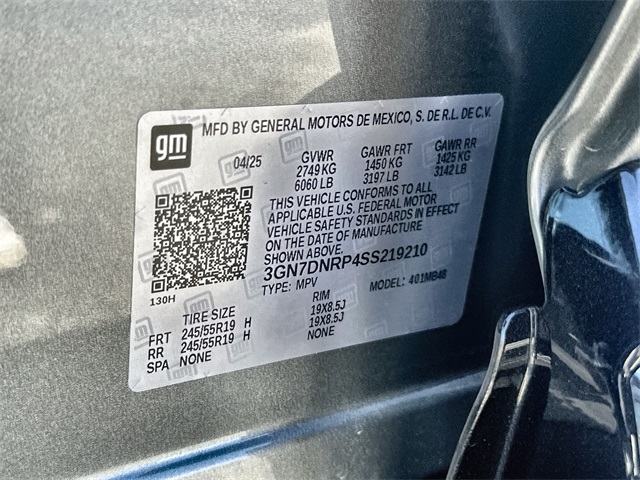 gm MFD BY GENERAL MOTORS DE MEXICO, S. DE R.L. DE C.V.
04/25 GVWR GAWR FRT GAWR RR
2749 KG 1450 KG 1425 KG
6060 LB 3197 LB 3142 LB
THIS VEHICLE CONFORMS TO ALL
APPLICABLE U.S. FEDERAL MOTOR
VEHICLE SAFETY STANDARDS IN EFFECT
ON THE DATE OF MANUFACTURE
SHOWN ABOVE.
3GN7DNRP4SS219210
130H TYPE: MPV MODEL: 401MB48
TIRE SIZE RIM
FRT 245/55R19 H 19X8.5J
RR 245/55R19 H 19X8.5J
SPA NONE NONE